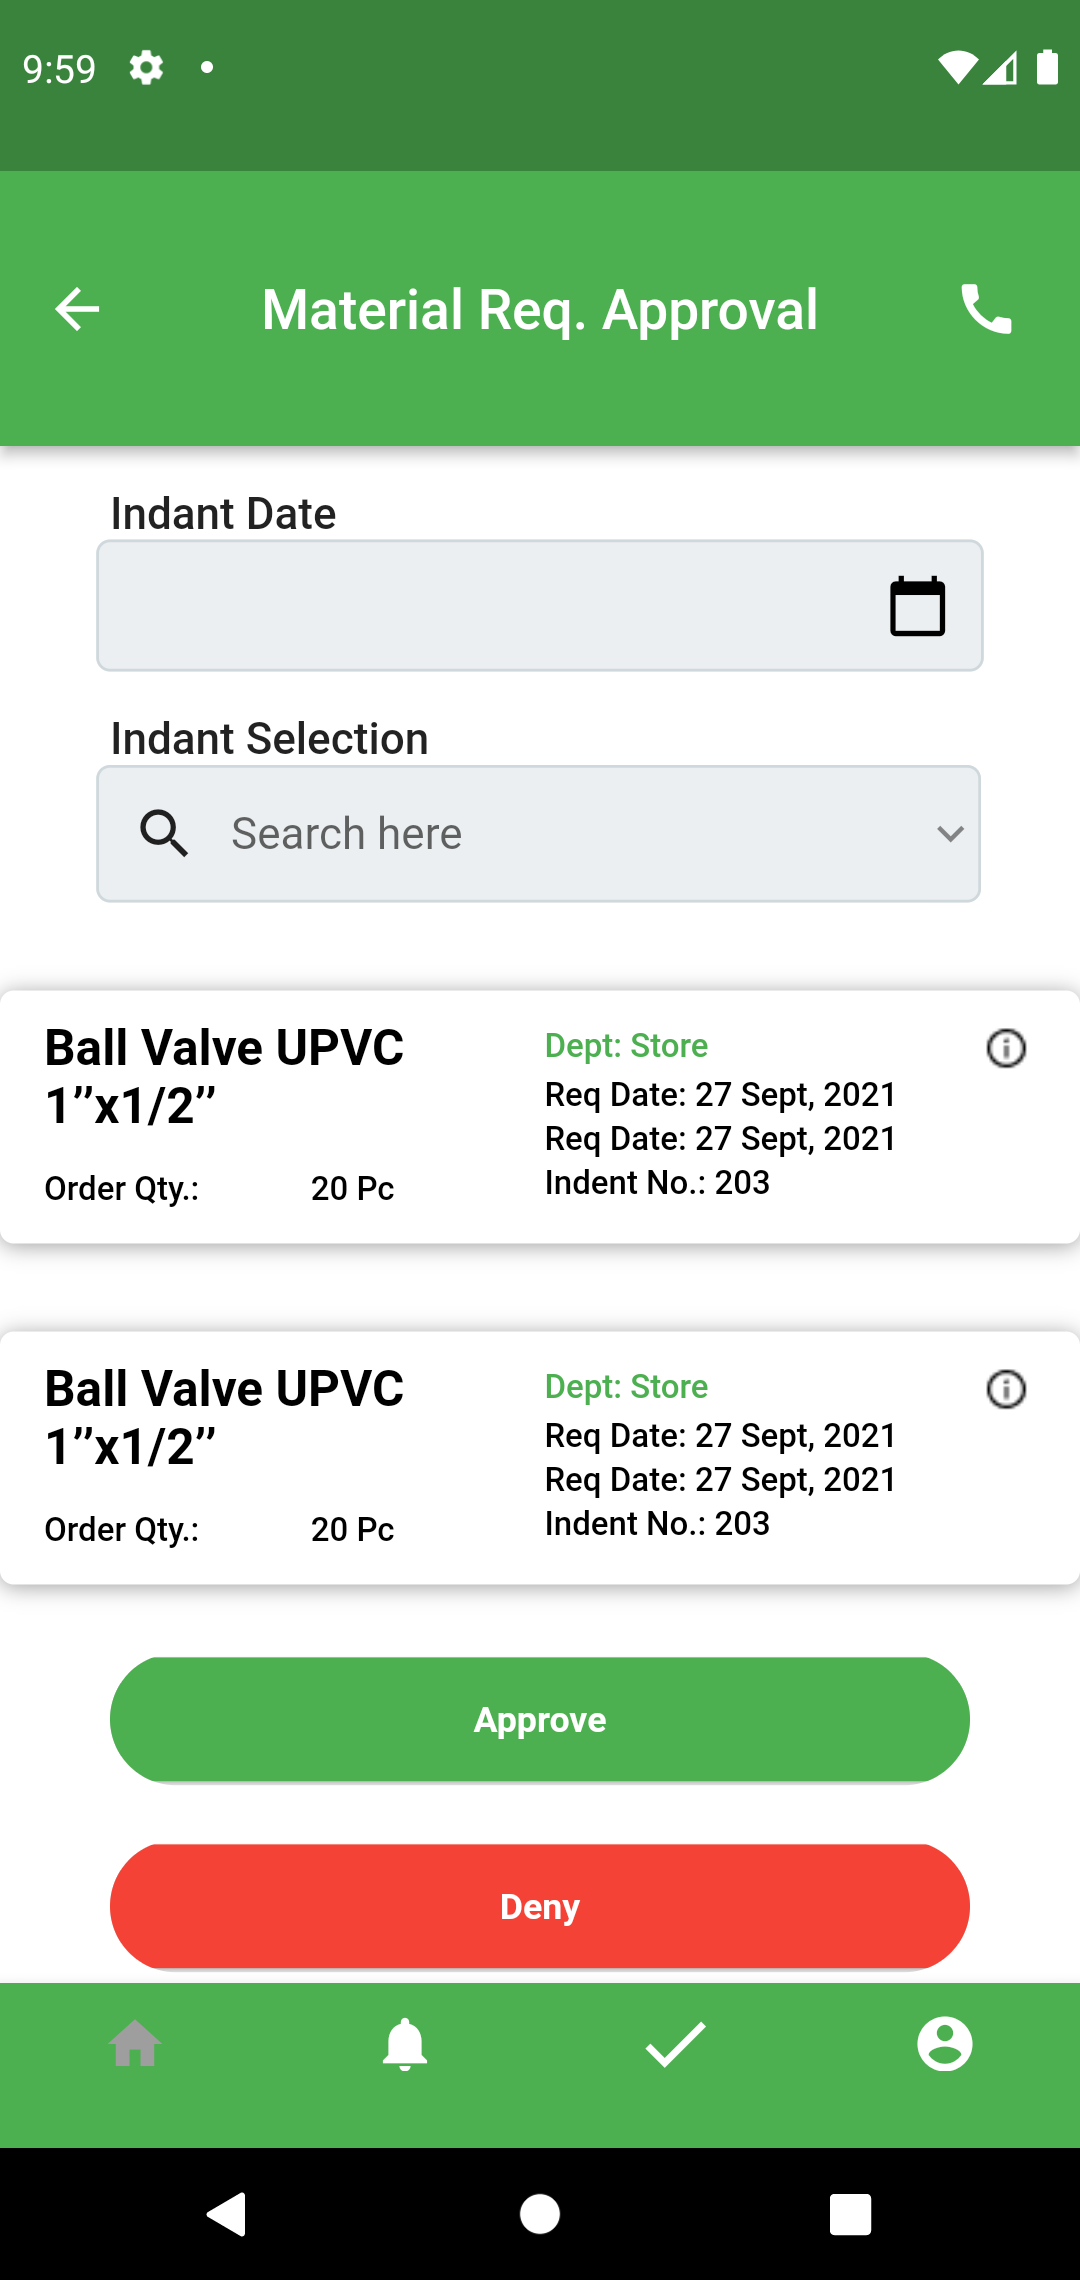 9:59
Material Req. Approval
Indant Date
Indant Selection
Search here
Ball Valve UPVC
1’’x1/2’’
Order Qty.: 20 Pc
Dept: Store
Req Date: 27 Sept, 2021
Req Date: 27 Sept, 2021
Indent No.: 203
Ball Valve UPVC
1’’x1/2’’
Order Qty.: 20 Pc
Dept: Store
Req Date: 27 Sept, 2021
Req Date: 27 Sept, 2021
Indent No.: 203
Approve
Deny